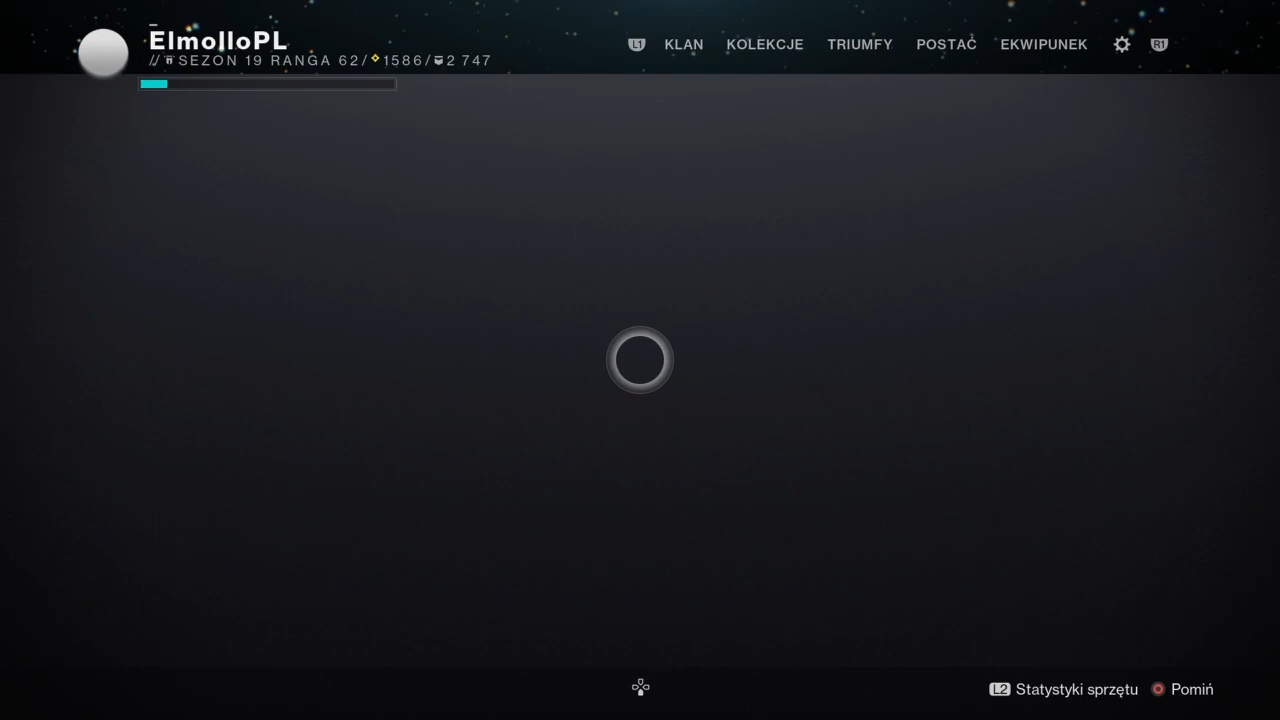 ElmolloPL
// SEZON 19 RANGA 62/1586/2 747
L1 KLAN KOLEKCJE TRIUMFY POSTAĆ EKWIPUNEK R1
L2 Statystyki sprzętu Pomiń